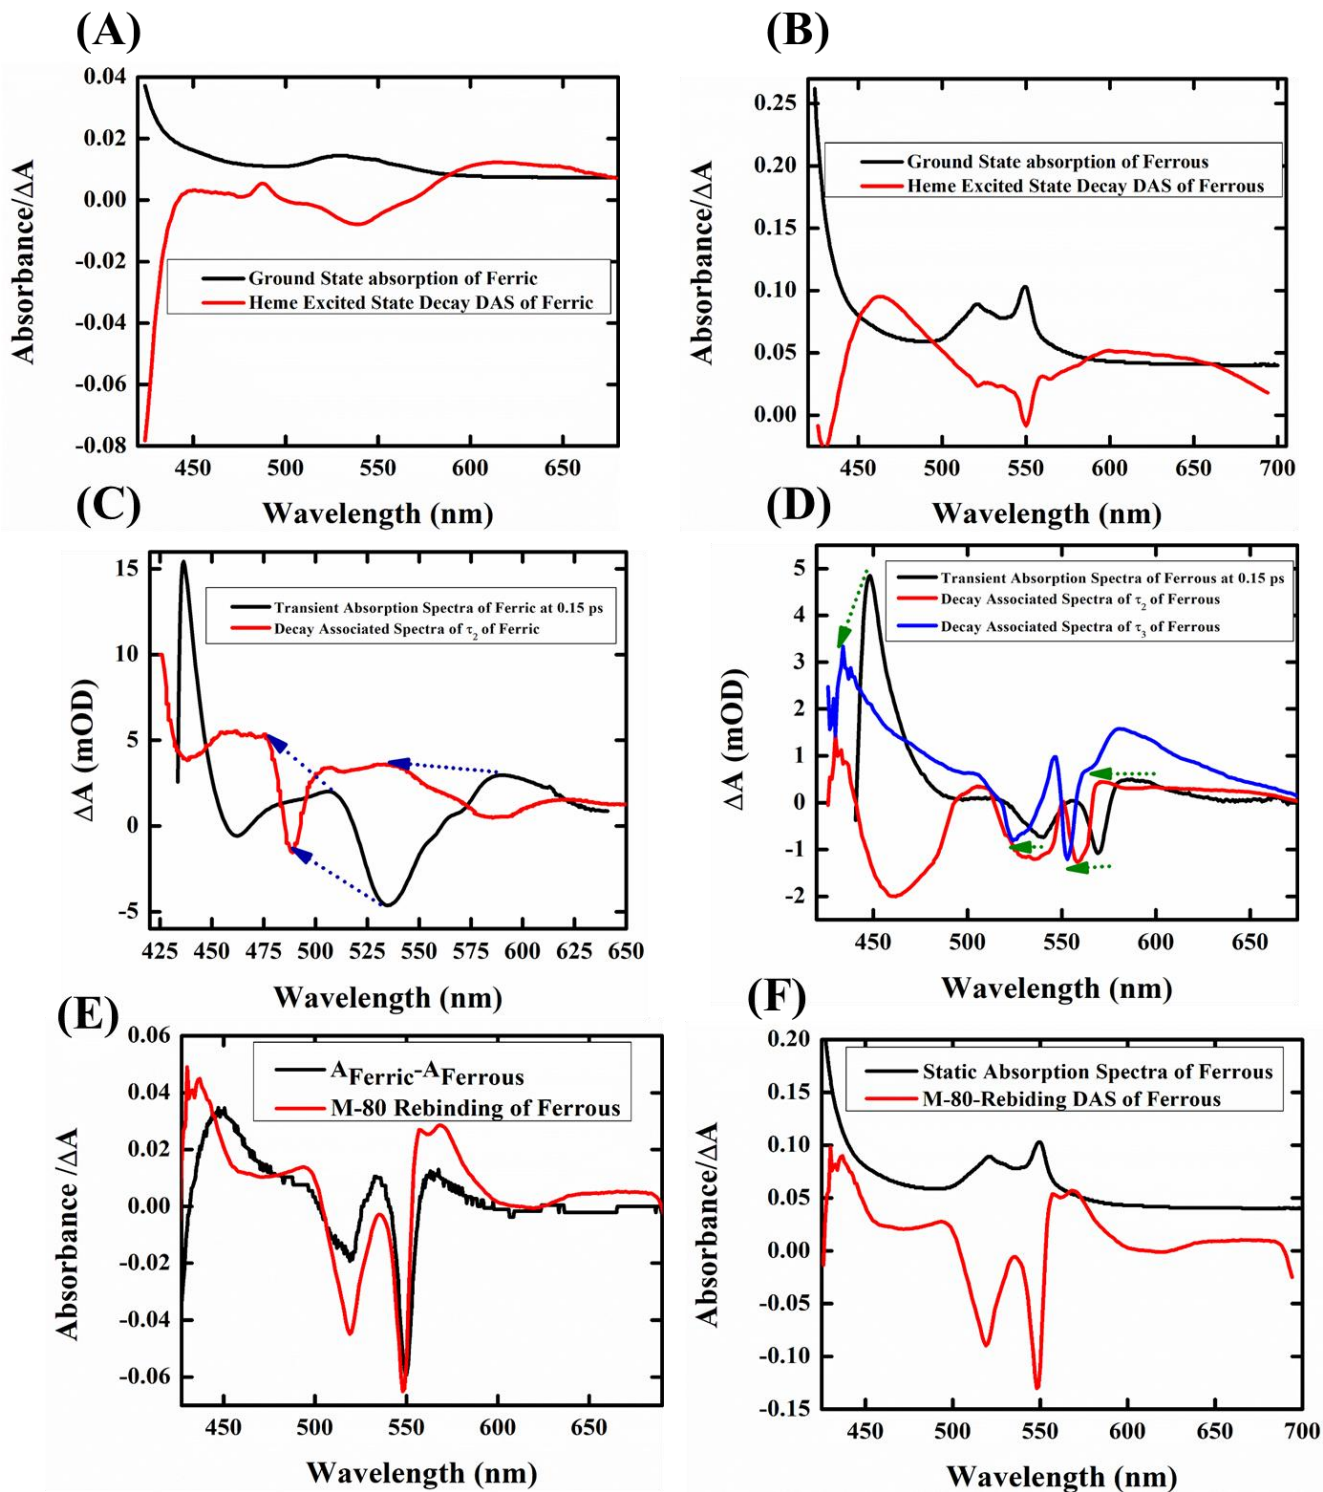 (A)
0.04
0.02
0.00
-0.02
-0.04
-0.06
-0.08
Absorbance/ΔA
Ground State absorption of Ferric
Heme Excited State Decay DAS of Ferric
450 500 550 600 650
Wavelength (nm)
(B)
0.25
0.20
0.15
0.10
0.05
0.00
Absorbance/ΔA
Ground State absorption of Ferrous
Heme Excited State Decay DAS of Ferrous
450 500 550 600 650 700
Wavelength (nm)
(C)
15
10
5
0
-5
ΔA (mOD)
Transient Absorption Spectra of Ferric at 0.15 ps
Decay Associated Spectra of τ2 of Ferric
425 450 475 500 525 550 575 600 625 650
Wavelength (nm)
(D)
5
4
3
2
1
0
-1
-2
ΔA (mOD)
Transient Absorption Spectra of Ferrous at 0.15 ps
Decay Associated Spectra of τ2 of Ferrous
Decay Associated Spectra of τ3 of Ferrous
450 500 550 600 650
Wavelength (nm)
(E)
0.06
0.04
0.02
0.00
-0.02
-0.04
-0.06
Absorbance /ΔA
AFerric-AFerrous
M-80 Rebinding of Ferrous
450 500 550 600 650
Wavelength (nm)
(F)
0.20
0.15
0.10
0.05
0.00
-0.05
-0.10
-0.15
Absorbance/ΔA
Static Absorption Spectra of Ferrous
M-80-Rebiding DAS of Ferrous
450 500 550 600 650 700
Wavelength (nm)